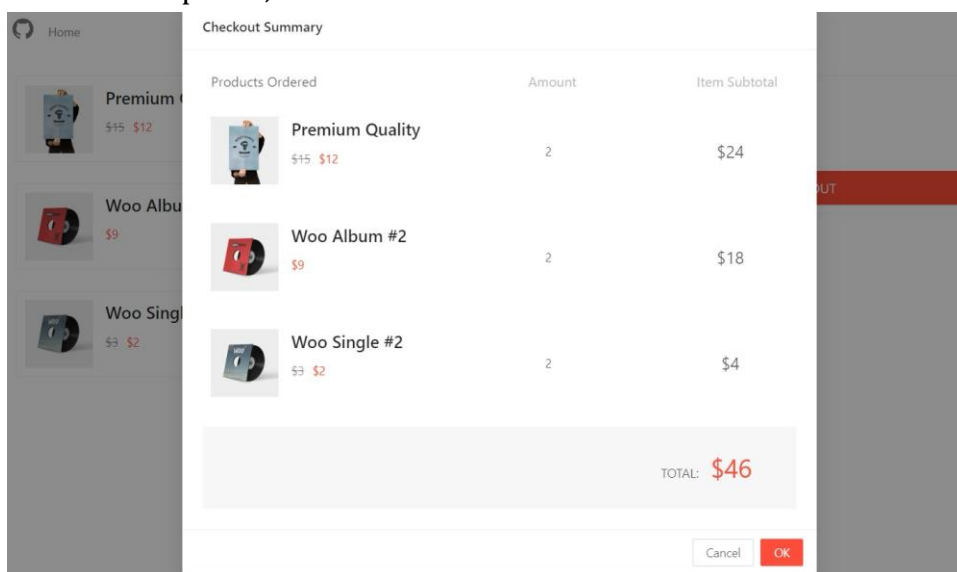 Home
Checkout Summary
Products Ordered Amount Item Subtotal
Premium
$15 $12
Premium Quality
$15 $12
2
$24
OUT
Woo Albu
$9
Woo Album #2
$9
2
$18
Woo Singl
$3 $2
Woo Single #2
$3 $2
2
$4
TOTAL: $46
Cancel OK